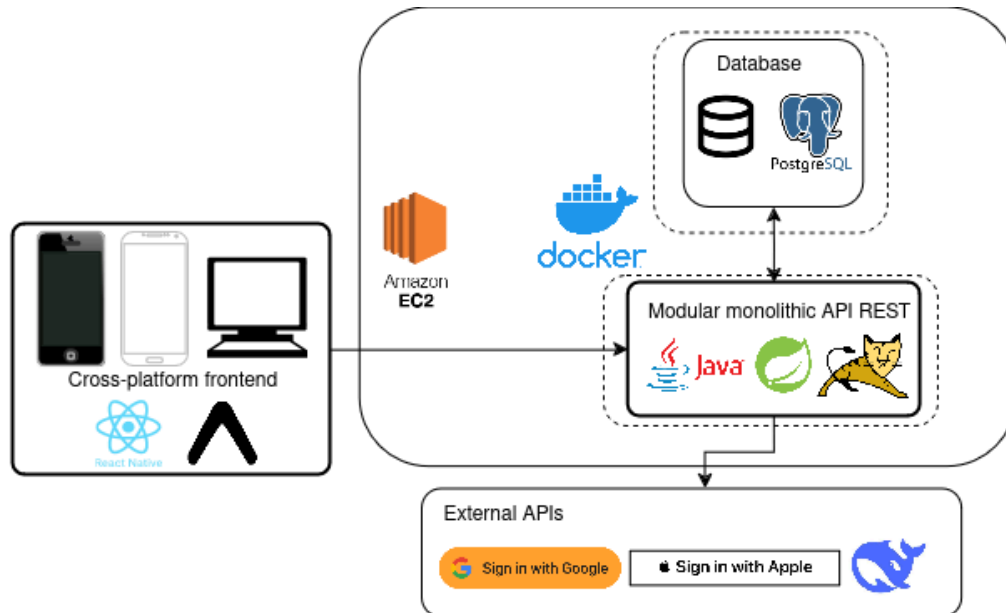 Database
PostgreSQL
docker
Amazon
EC2
Modular monolithic API REST
Java
Cross-platform frontend
React Native
External APIs
Sign in with Google
Sign in with Apple